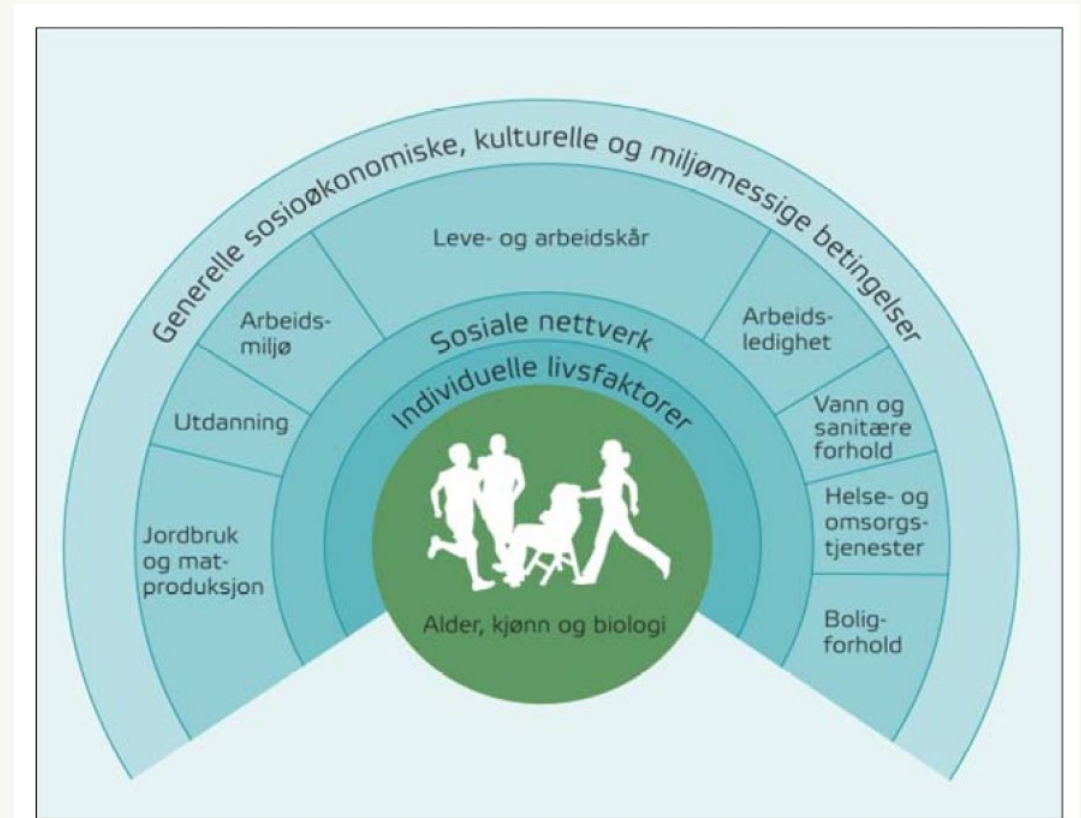 Generelle sosioøkonomiske, kulturelle og miljømessige betingelser
Leve- og arbeidskår
Arbeids-
miljø
Arbeids-
ledighet
Sosiale nettverk
Individuelle livsfaktorer
Utdanning
Vann og
sanitære
forhold
Jordbruk
og mat-
produksjon
Helse- og
omsorgs-
tjenester
Alder, kjønn og biologi
Bolig-
forhold